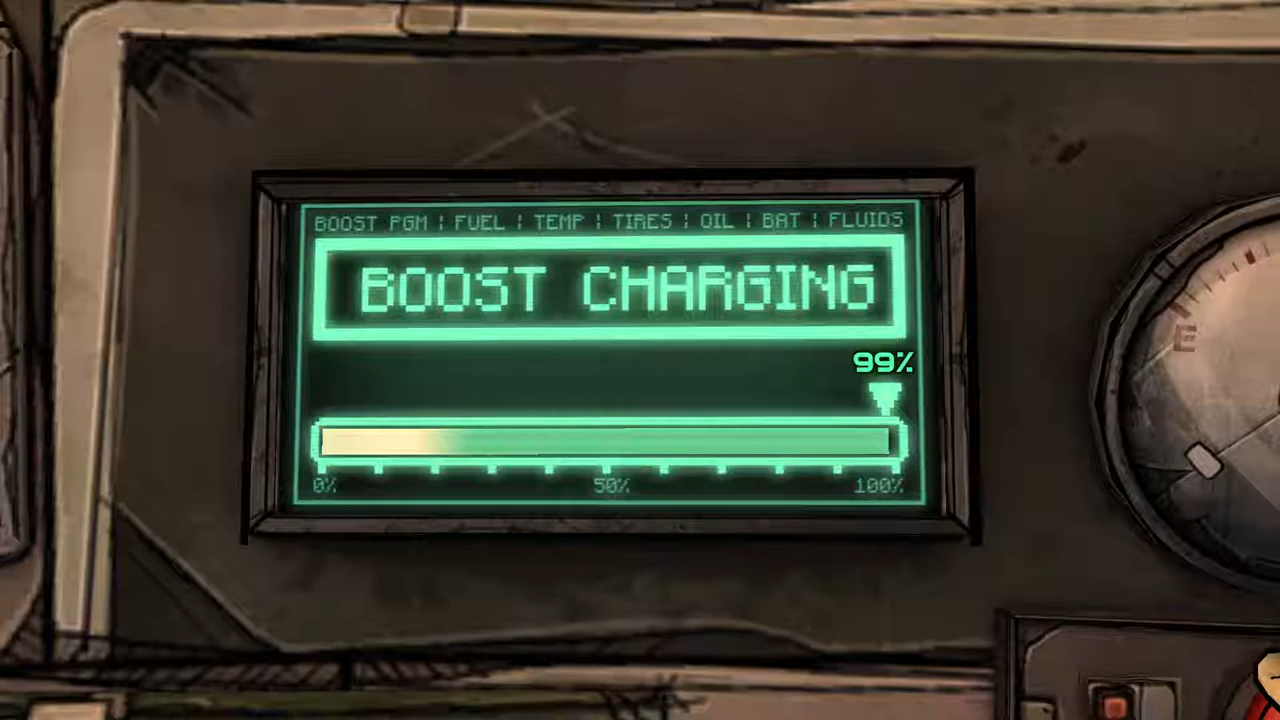 BOOST PGM ¦ FUEL ¦ TEMP ¦ TIRES ¦ OIL ¦ BAT ¦ FLUIDS
BOOST CHARGING
99%
0% 50% 100%
E